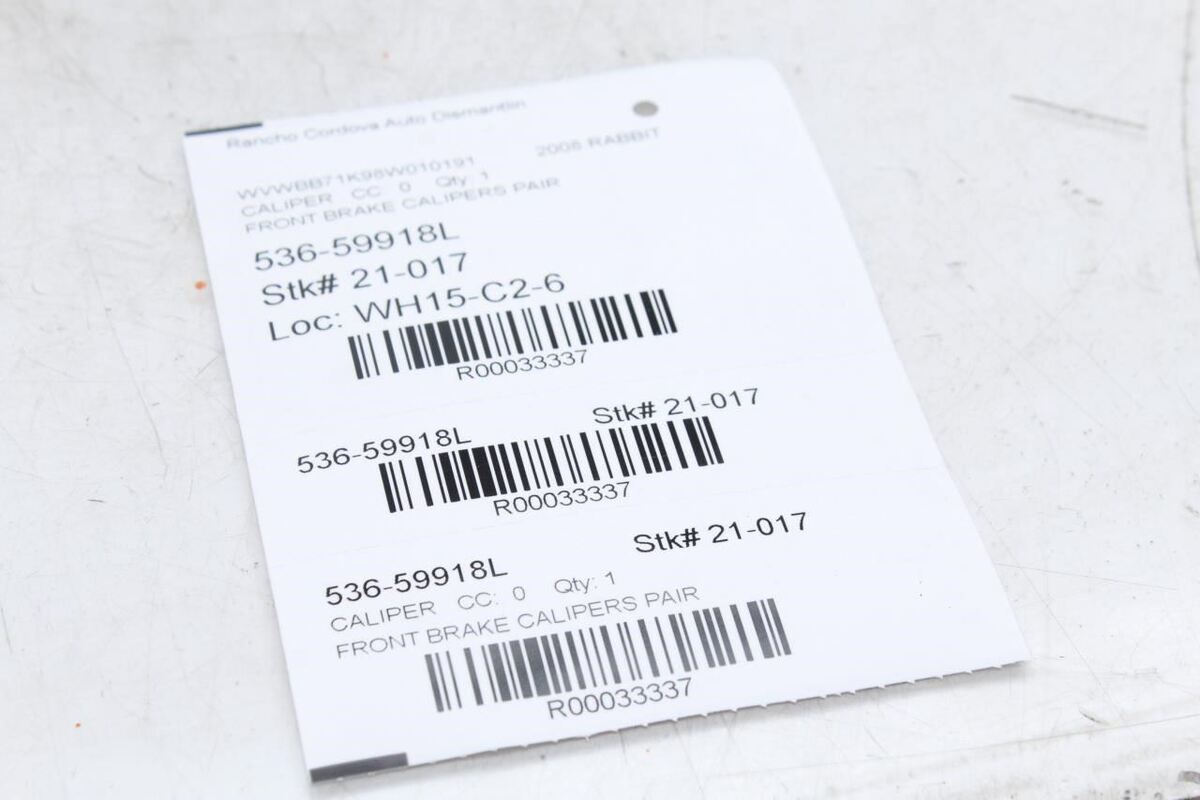 Rancho Cordova Auto Dismantlin
WVWBB71K98W010191 2008 RABBIT
CALIPER CC: 0 Qty: 1
FRONT BRAKE CALIPERS PAIR
536-59918L
Stk# 21-017
Loc: WH15-C2-6
R00033337
536-59918L Stk# 21-017
R00033337
536-59918L Stk# 21-017
CALIPER CC: 0 Qty: 1
FRONT BRAKE CALIPERS PAIR
R00033337